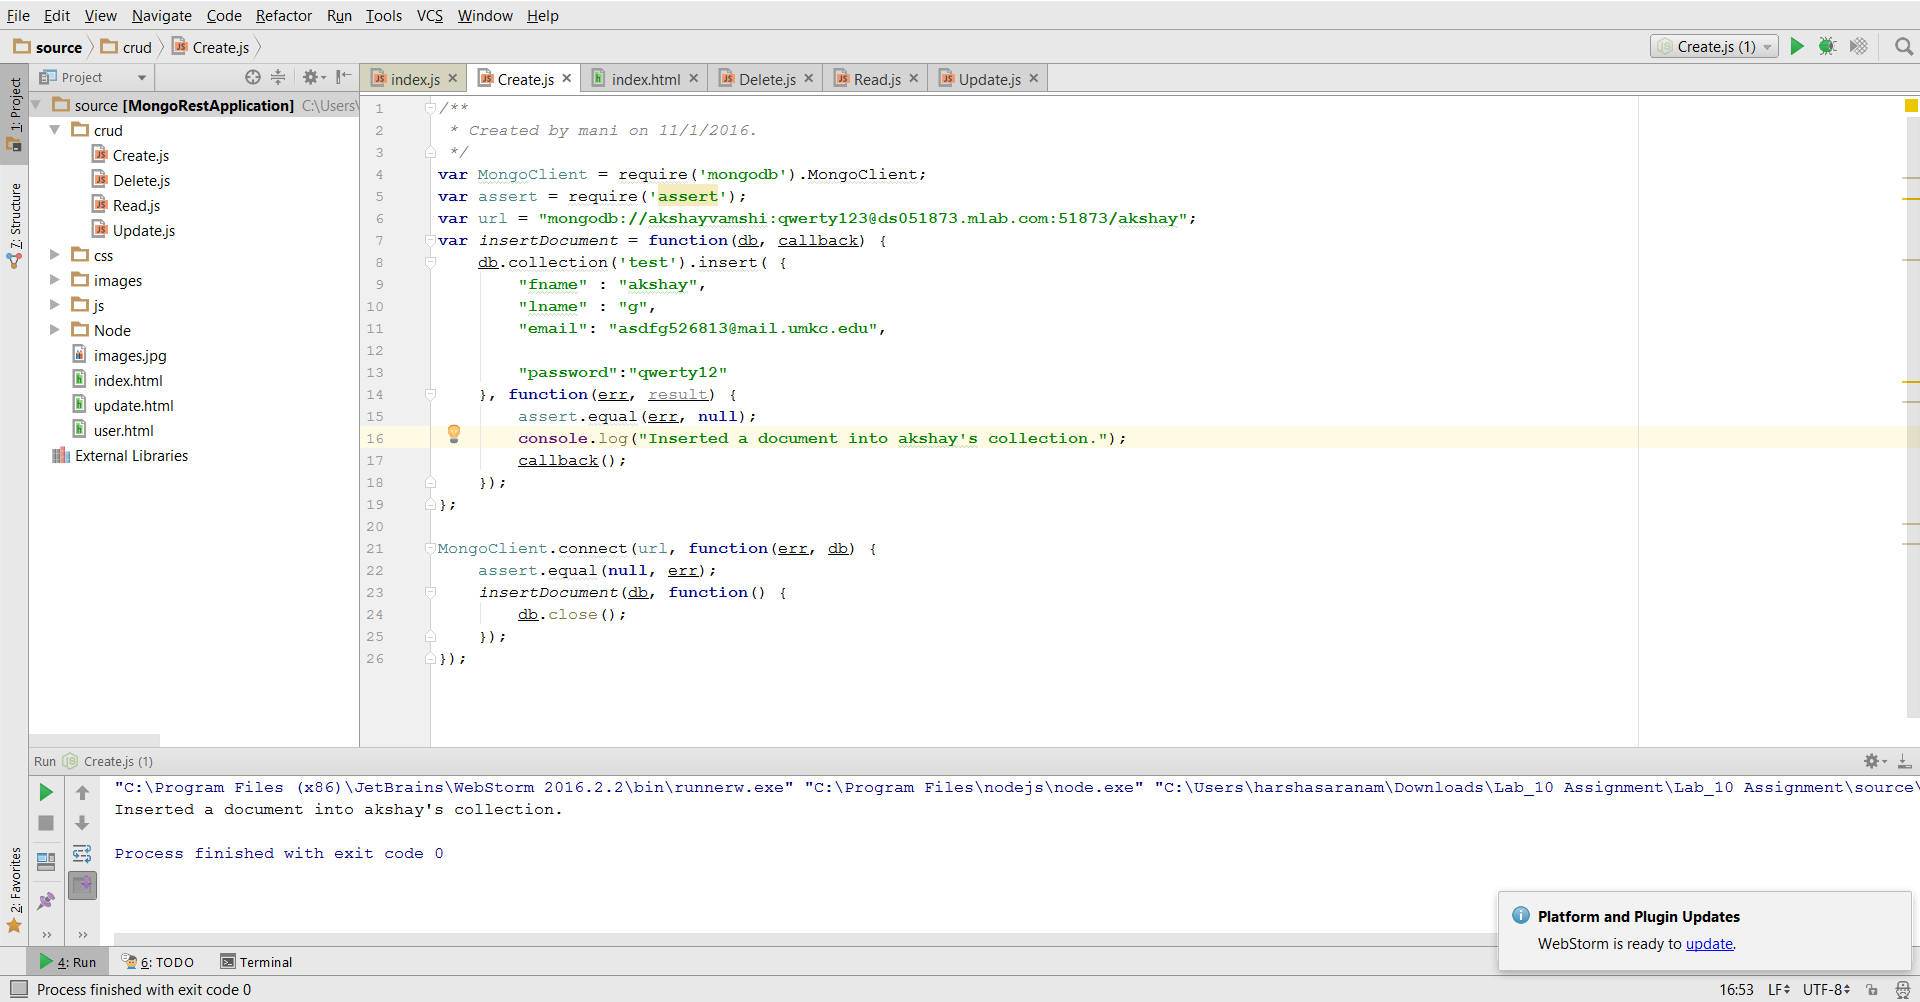 File Edit View Navigate Code Refactor Run Tools VCS Window Help
source crud Create.js Create.js (1)
1: Project
7: Structure
2: Favorites
Project
index.js Create.js index.html Delete.js Read.js Update.js
source [MongoRestApplication] C:\Users\
crud
Create.js
Delete.js
Read.js
Update.js
css
images
js
Node
images.jpg
index.html
update.html
user.html
External Libraries
1 /**
2 * Created by mani on 11/1/2016.
3 */
4 var MongoClient = require('mongodb').MongoClient;
5 var assert = require('assert');
6 var url = "mongodb://akshayvamshi:qwerty123@ds051873.mlab.com:51873/akshay";
7 var insertDocument = function(db, callback) {
8 db.collection('test').insert( {
9 "fname" : "akshay",
10 "lname" : "g",
11 "email": "asdfg526813@mail.umkc.edu",
12
13 "password":"qwerty12"
14 }, function(err, result) {
15 assert.equal(err, null);
16 console.log("Inserted a document into akshay's collection.");
17 callback();
18 });
19 };
20
21 MongoClient.connect(url, function(err, db) {
22 assert.equal(null, err);
23 insertDocument(db, function() {
24 db.close();
25 });
26 });
Run Create.js (1)
"C:\Program Files (x86)\JetBrains\WebStorm 2016.2.2\bin\runnerw.exe" "C:\Program Files\nodejs\node.exe" "C:\Users\harshasaranam\Downloads\Lab_10 Assignment\Lab_10 Assignment\source\
Inserted a document into akshay's collection.
Process finished with exit code 0
Platform and Plugin Updates
WebStorm is ready to update.
4: Run 6: TODO Terminal
Process finished with exit code 0 16:53 LF UTF-8